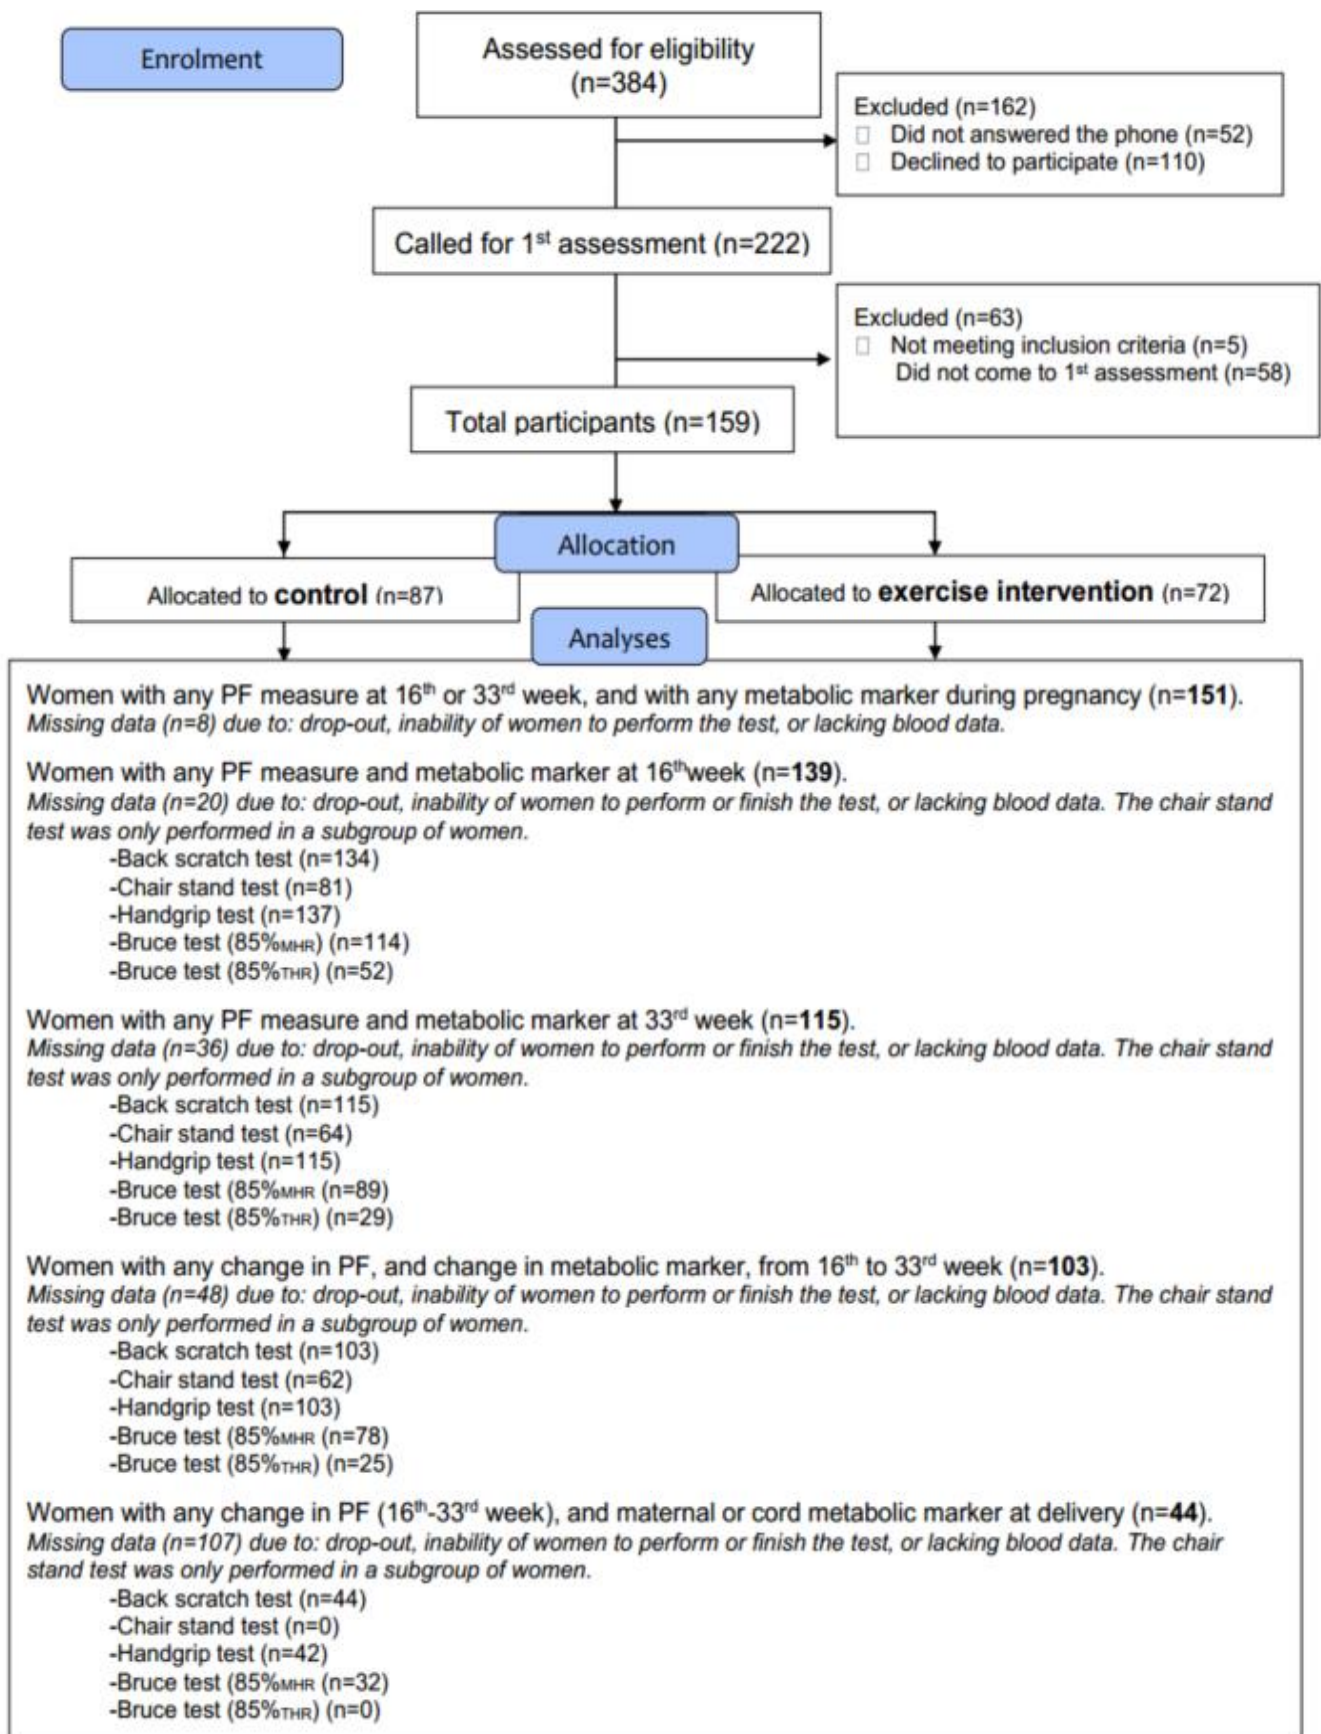 Enrolment
Assessed for eligibility
(n=384)
Excluded (n=162)
Did not answered the phone (n=52)
Declined to participate (n=110)
Called for 1st assessment (n=222)
Excluded (n=63)
Not meeting inclusion criteria (n=5)
Did not come to 1st assessment (n=58)
Total participants (n=159)
Allocation
Allocated to control (n=87)
Allocated to exercise intervention (n=72)
Analyses
Women with any PF measure at 16th or 33rd week, and with any metabolic marker during pregnancy (n=151).
Missing data (n=8) due to: drop-out, inability of women to perform the test, or lacking blood data.
Women with any PF measure and metabolic marker at 16thweek (n=139).
Missing data (n=20) due to: drop-out, inability of women to perform or finish the test, or lacking blood data. The chair stand
test was only performed in a subgroup of women.
-Back scratch test (n=134)
-Chair stand test (n=81)
-Handgrip test (n=137)
-Bruce test (85%MHR) (n=114)
-Bruce test (85%THR) (n=52)
Women with any PF measure and metabolic marker at 33rd week (n=115).
Missing data (n=36) due to: drop-out, inability of women to perform or finish the test, or lacking blood data. The chair stand
test was only performed in a subgroup of women.
-Back scratch test (n=115)
-Chair stand test (n=64)
-Handgrip test (n=115)
-Bruce test (85%MHR (n=89)
-Bruce test (85%THR) (n=29)
Women with any change in PF, and change in metabolic marker, from 16th to 33rd week (n=103).
Missing data (n=48) due to: drop-out, inability of women to perform or finish the test, or lacking blood data. The chair stand
test was only performed in a subgroup of women.
-Back scratch test (n=103)
-Chair stand test (n=62)
-Handgrip test (n=103)
-Bruce test (85%MHR (n=78)
-Bruce test (85%THR) (n=25)
Women with any change in PF (16th-33rd week), and maternal or cord metabolic marker at delivery (n=44).
Missing data (n=107) due to: drop-out, inability of women to perform or finish the test, or lacking blood data. The chair
stand test was only performed in a subgroup of women.
-Back scratch test (n=44)
-Chair stand test (n=0)
-Handgrip test (n=42)
-Bruce test (85%MHR (n=32)
-Bruce test (85%THR) (n=0)